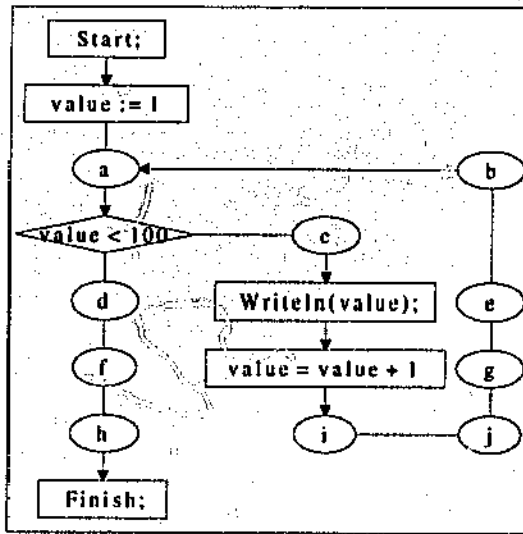 Start;
value := 1
a
b
value < 100
c
Writeln(value);
d
e
value = value + 1
f
g
h
i
j
Finish;